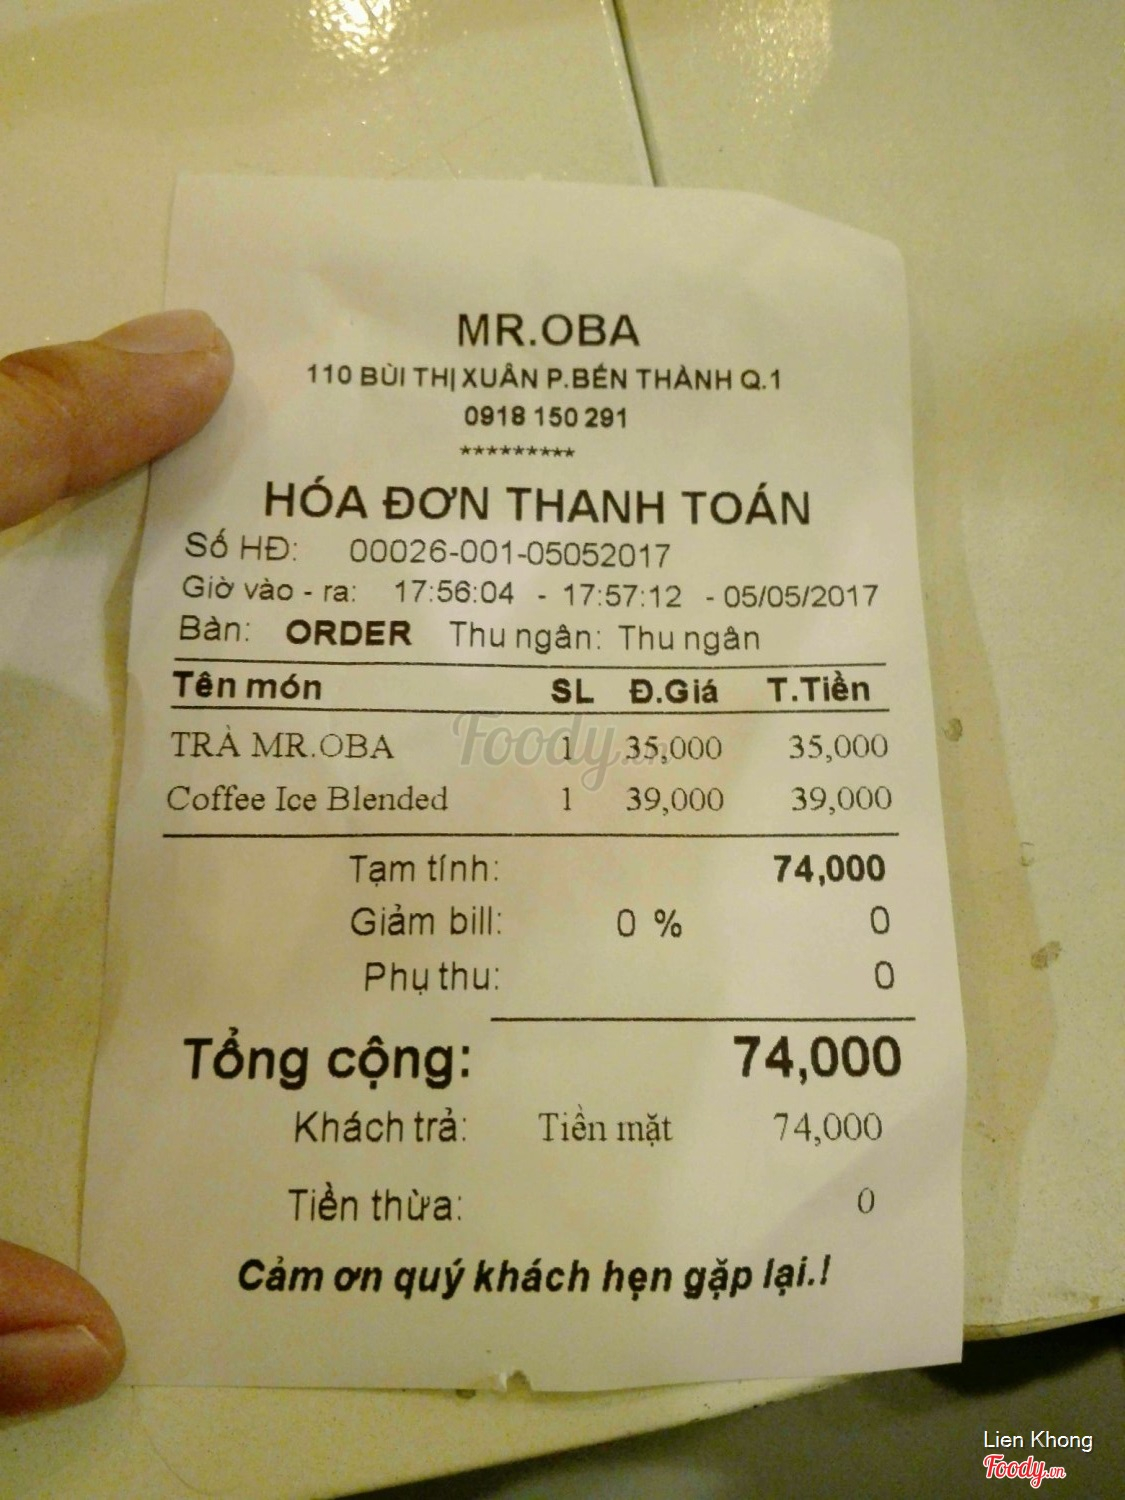 MR.OBA
110 BÙI THỊ XUÂN P.BẾN THÀNH Q.1
0918 150 291
*********
HÓA ĐƠN THANH TOÁN
Số HĐ: 00026-001-05052017
Giờ vào - ra: 17:56:04 - 17:57:12 - 05/05/2017
Bàn: ORDER Thu ngân: Thu ngân
Tên món SL Đ.Giá T.Tiền
TRÀ MR.OBA 1 35,000 35,000
Coffee Ice Blended 1 39,000 39,000
Foody.vn
Tạm tính: 74,000
Giảm bill: 0 % 0
Phụ thu: 0
Tổng cộng: 74,000
Khách trả: Tiền mặt 74,000
Tiền thừa: 0
Cảm ơn quý khách hẹn gặp lại.!
Lien Khong
Foody.vn